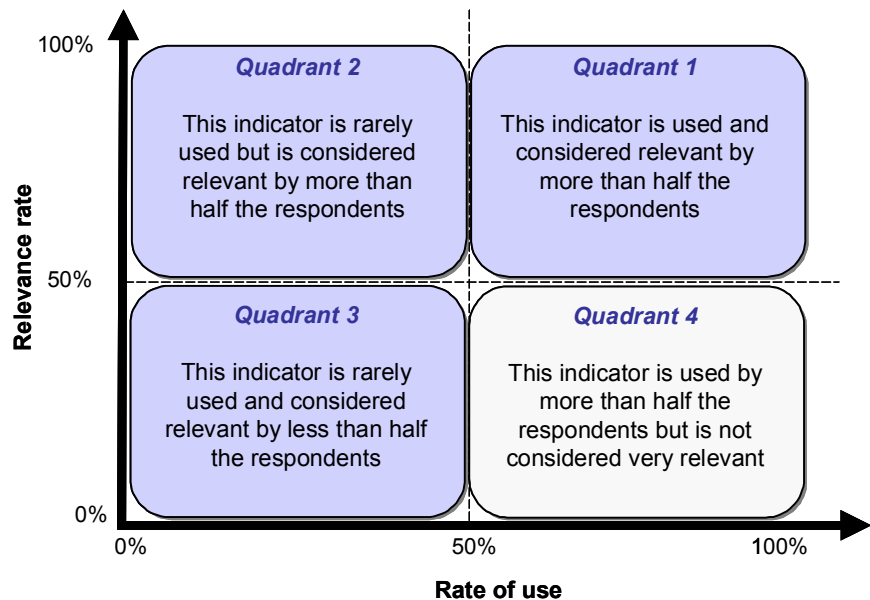 100%
Quadrant 2
This indicator is rarely
used but is considered
relevant by more than
half the respondents
Quadrant 1
This indicator is used and
considered relevant by
more than half the
respondents
Relevance rate
50%
Quadrant 3
This indicator is rarely
used and considered
relevant by less than half
the respondents
Quadrant 4
This indicator is used by
more than half the
respondents but is not
considered very relevant
0%
0%
50%
100%
Rate of use